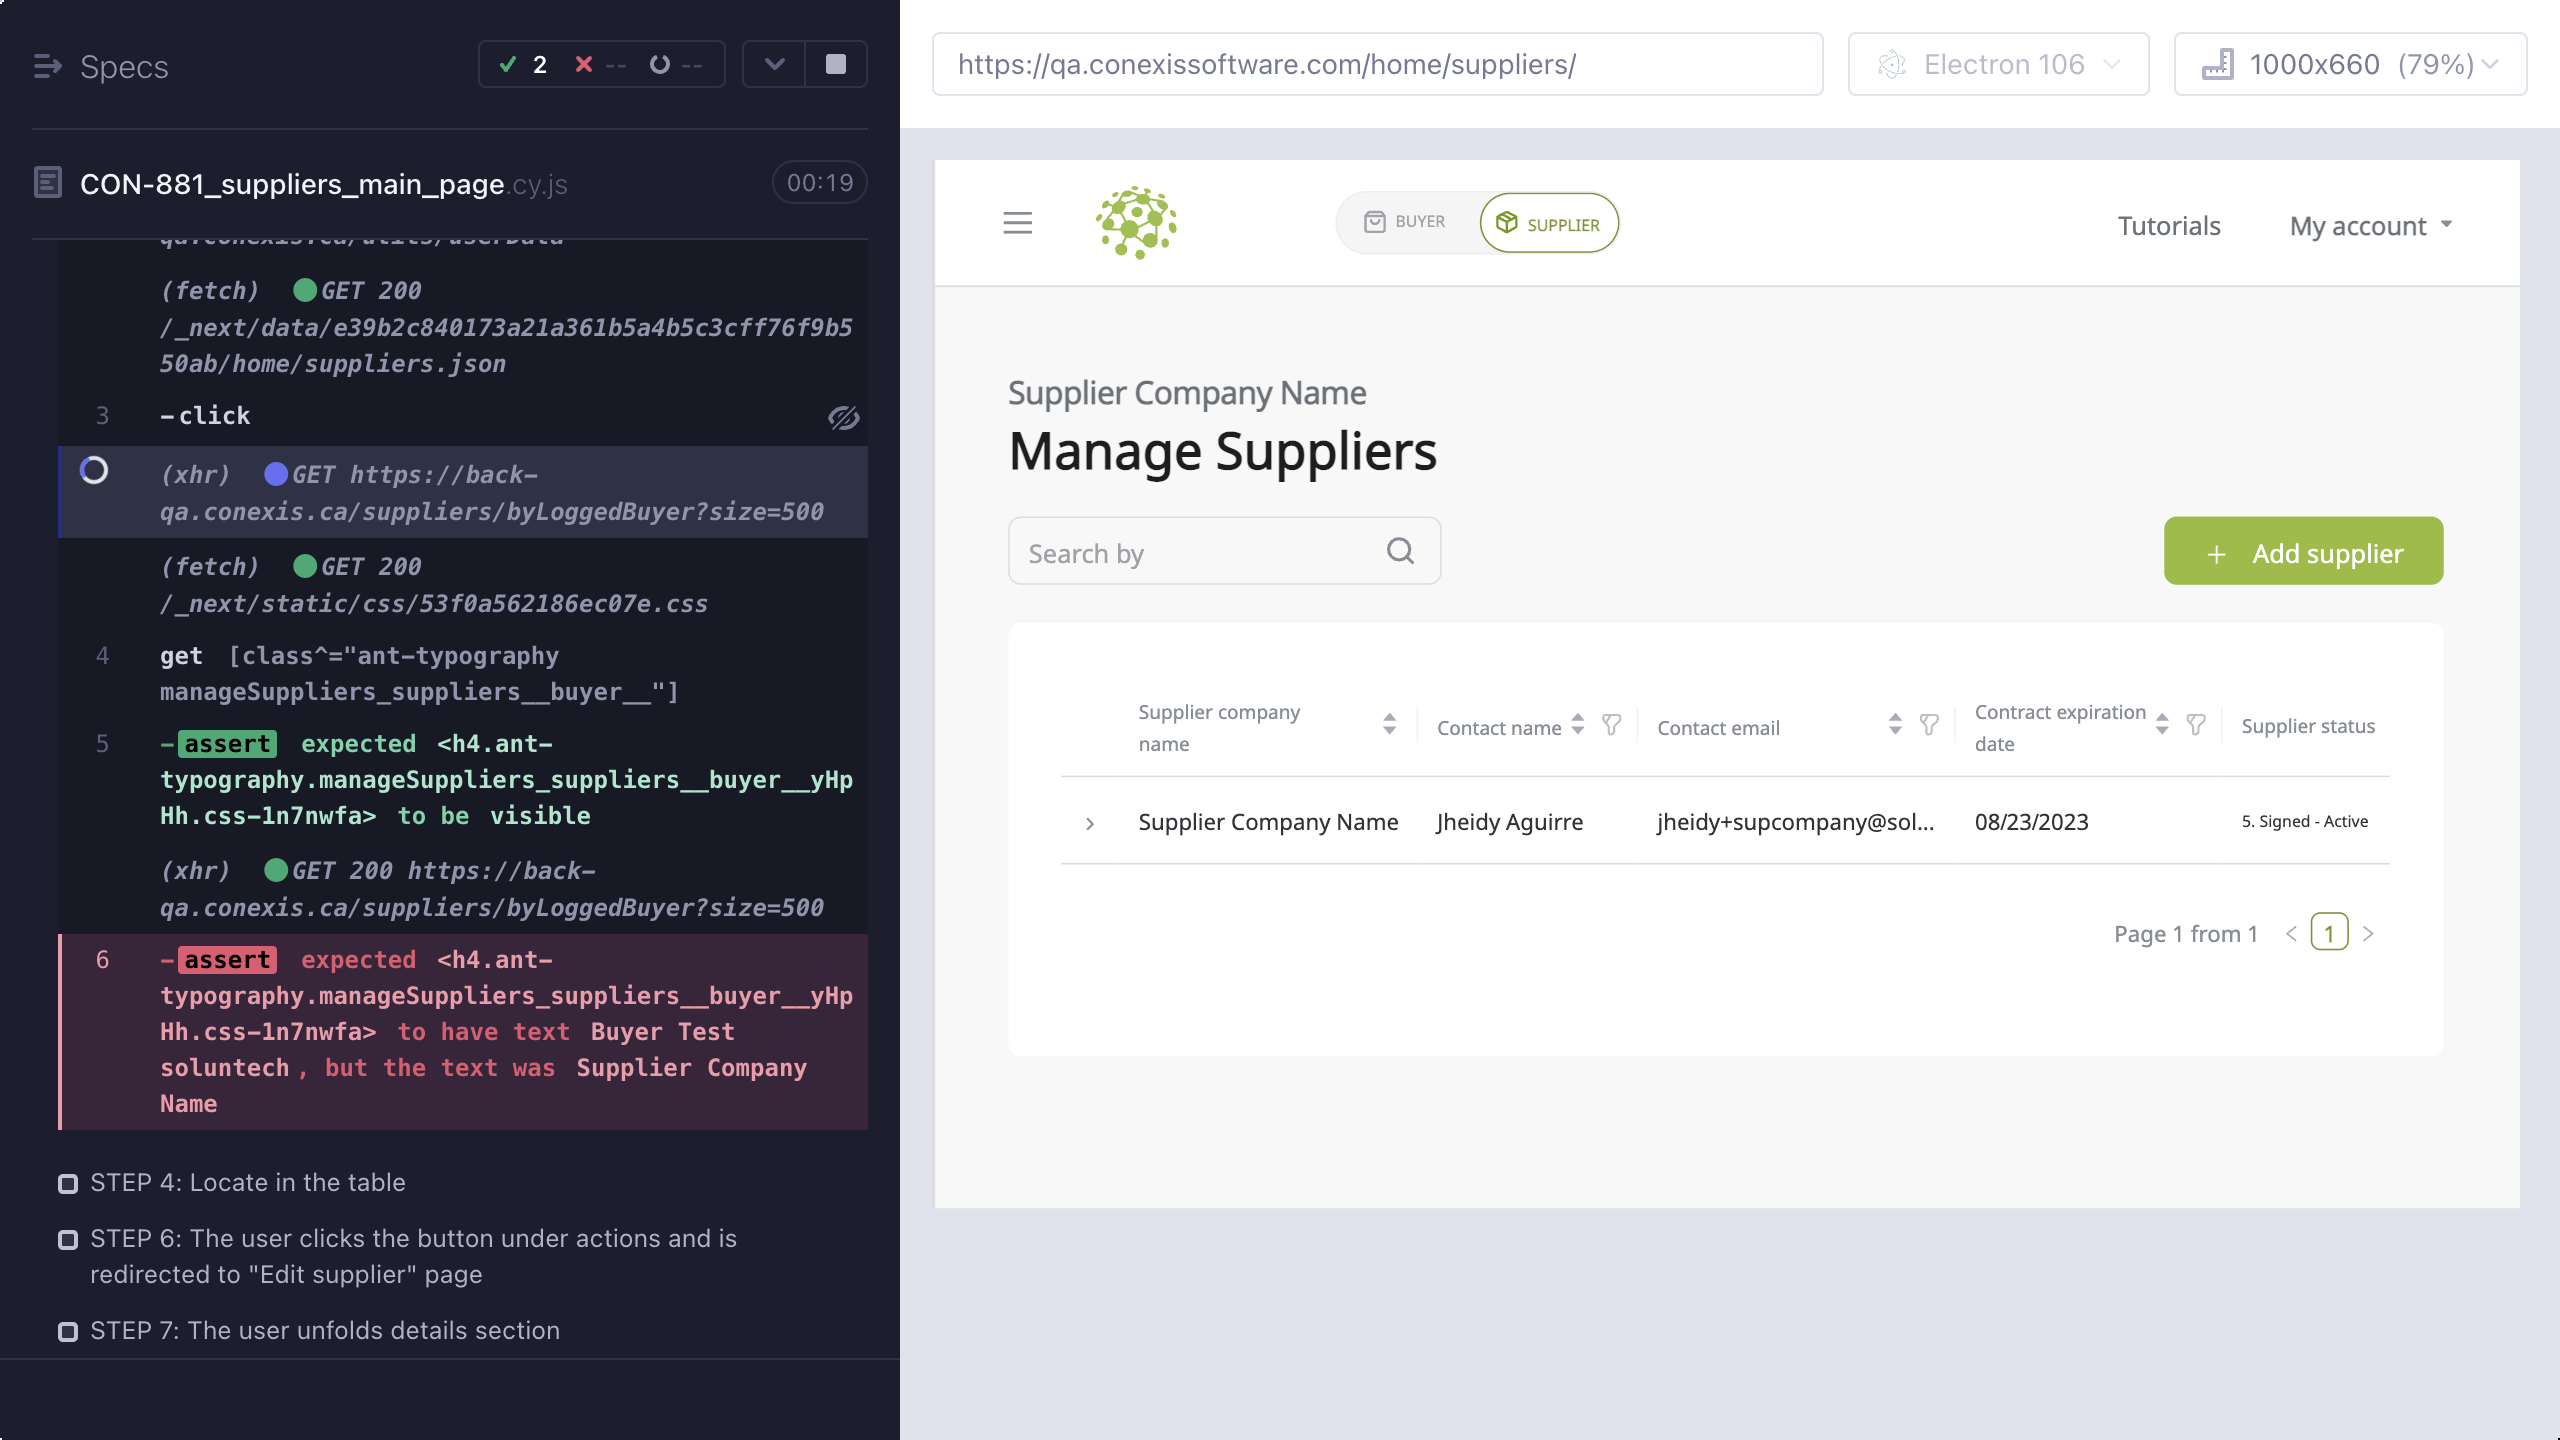 Specs
2 -- --
CON-881_suppliers_main_page.cy.js 00:19
(fetch) GET 200
/_next/data/e39b2c840173a21a361b5a4b5c3cff76f9b5
50ab/home/suppliers.json
3 -click
(xhr) GET https://back-
qa.conexis.ca/suppliers/byLoggedBuyer?size=500
(fetch) GET 200
/_next/static/css/53f0a562186ec07e.css
4 get [class^="ant-typography
manageSuppliers_suppliers__buyer__"]
5 -assert expected <h4.ant-
typography.manageSuppliers_suppliers__buyer__yHp
Hh.css-1n7nwfa> to be visible
(xhr) GET 200 https://back-
qa.conexis.ca/suppliers/byLoggedBuyer?size=500
6 -assert expected <h4.ant-
typography.manageSuppliers_suppliers__buyer__yHp
Hh.css-1n7nwfa> to have text Buyer Test
soluntech, but the text was Supplier Company
Name
STEP 4: Locate in the table
STEP 6: The user clicks the button under actions and is
redirected to "Edit supplier" page
STEP 7: The user unfolds details section
https://qa.conexissoftware.com/home/suppliers/
Electron 106
1000x660 (79%)
BUYER SUPPLIER
Tutorials
My account
Supplier Company Name
Manage Suppliers
Search by
+ Add supplier
Supplier company
name
Contact name
Contact email
Contract expiration
date
Supplier status
Supplier Company Name Jheidy Aguirre jheidy+supcompany@sol... 08/23/2023 5. Signed - Active
Page 1 from 1 < 1 >